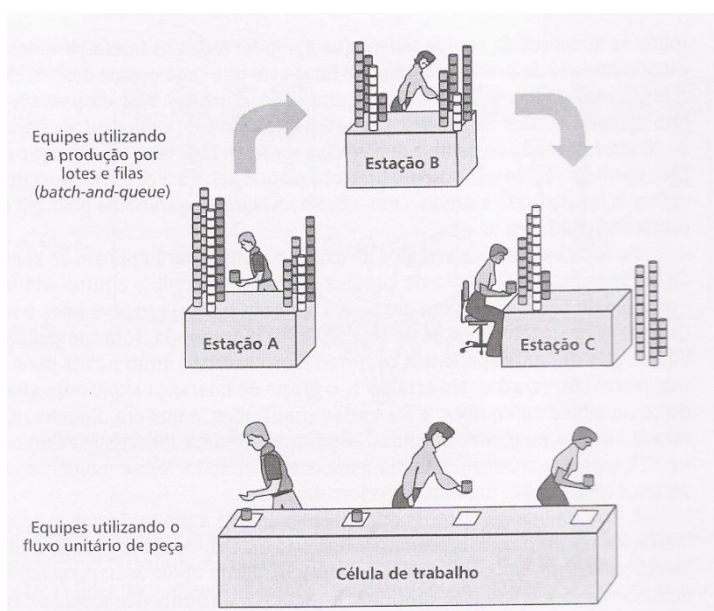 Equipes utilizando
a produção por
lotes e filas
(batch-and-queue)
Estação B
Estação A
Estação C
Equipes utilizando o
fluxo unitário de peça
Célula de trabalho